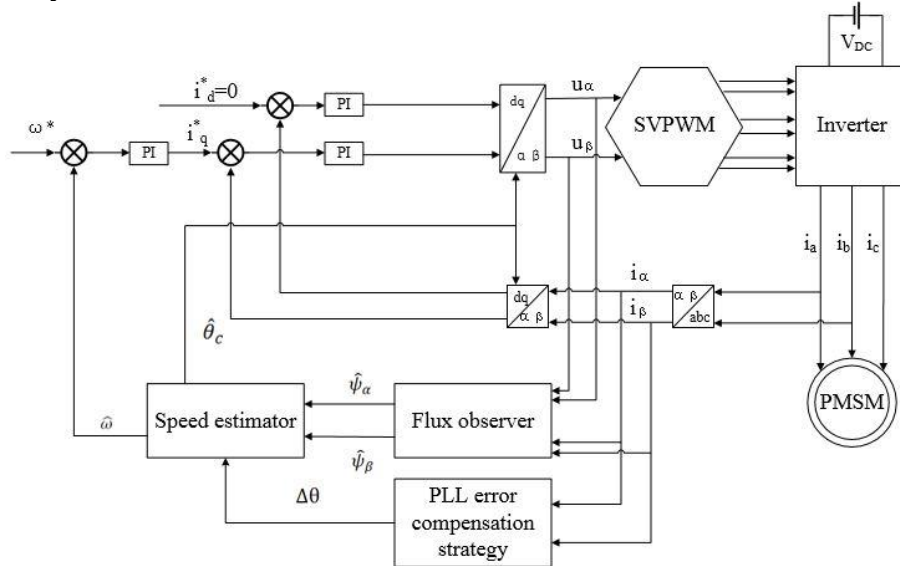 V_DC
i*_d=0
PI
dq
α β
u_α
u_β
SVPWM
Inverter
ω*
PI
i*_q
PI
i_a
i_b
i_c
i_α
i_β
dq
α β
α β
abc
θ̂_C
PMSM
ω̂
Speed estimator
ψ̂_α
ψ̂_β
Flux observer
Δθ
PLL error
compensation
strategy